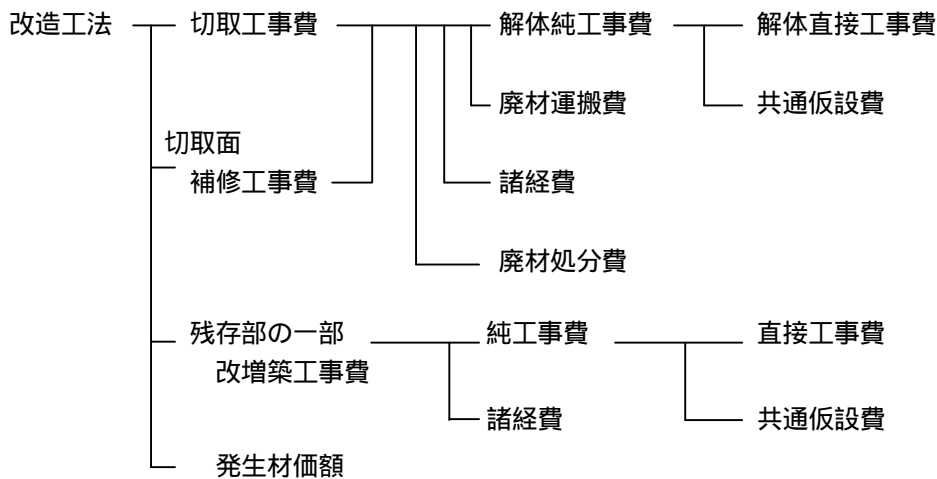 改造工法 切取工事費 解体純工事費 解体直接工事費
廃材運搬費 共通仮設費
切取面
補修工事費 諸経費
廃材処分費
残存部の一部 純工事費 直接工事費
改増築工事費
諸経費 共通仮設費
発生材価額